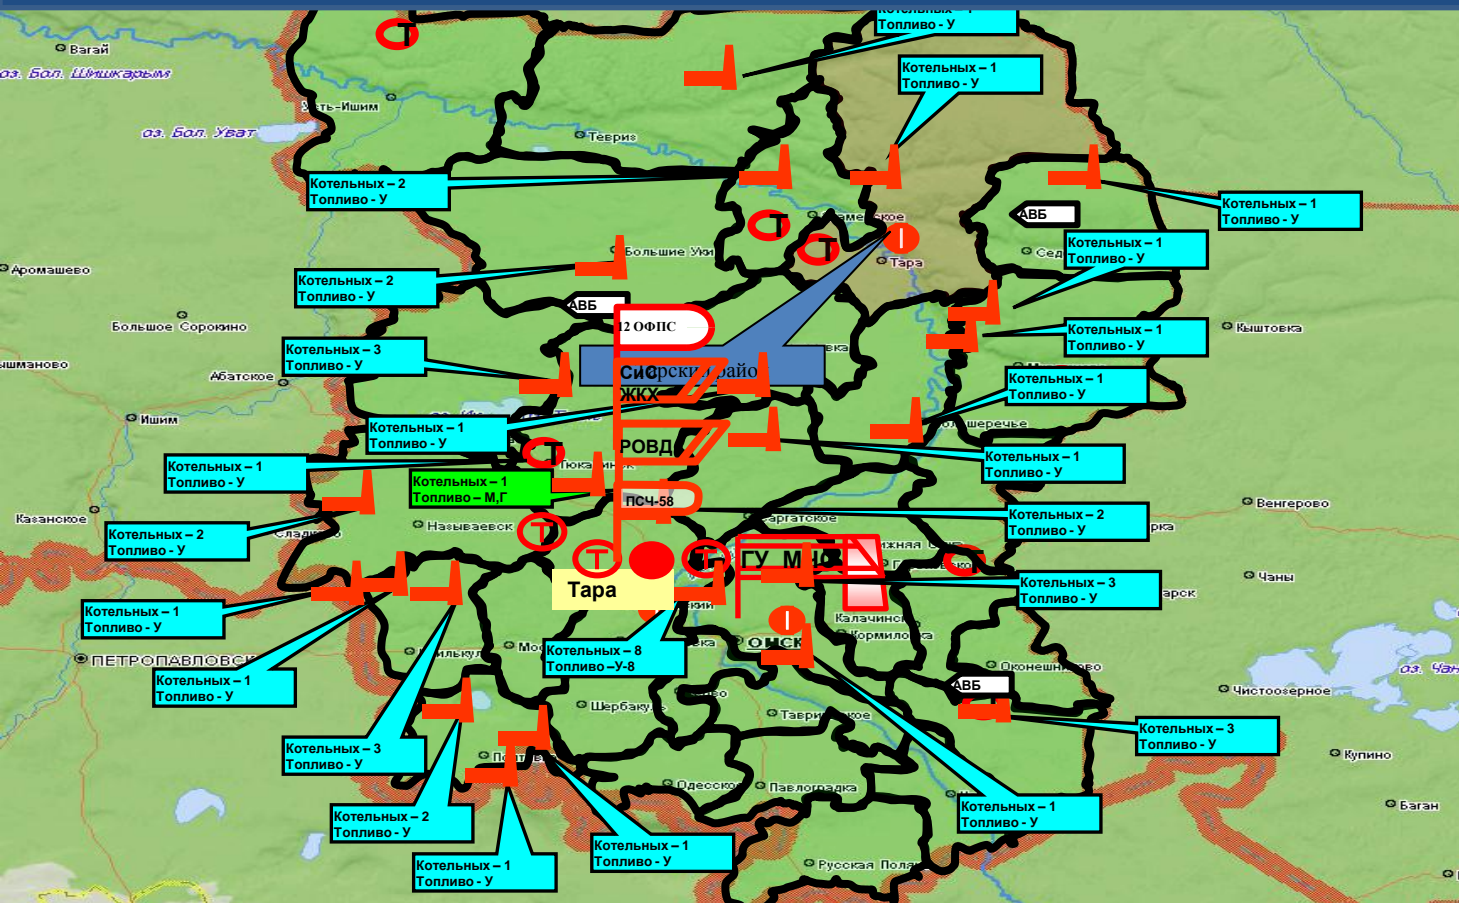 Топливо - У
Вагай
Котельных – 1
Топливо - У
оз. Бол. Шишкарым
Усть-Ишим
оз. Бол. Уват
Тевриз
Котельных – 2
Топливо - У
Котельных – 1
Топливо - У
АВБ
Т
Т
Т
Большие Уки
Тара
Котельных – 1
Топливо - У
Аромашево
Котельных – 2
Топливо - У
АВБ
Большое Сорокино
12 ОФПС
Котельных – 1
Топливо - У
Кыштовка
Котельных – 3
Топливо - У
Абатское
СиС
ЖКХ
Котельных – 1
Топливо - У
Ишим
Котельных – 1
Топливо - У
РОВД
Котельных – 1
Топливо - У
Котельных – 1
Топливо - У
Т
Котельных – 1
Топливо – М,Г
ПСЧ-58
Венгерово
Казанское
Называевск
Саргатское
Котельных – 2
Топливо - У
Котельных – 2
Топливо - У
Т
Т
Т
Т
ГУ МЧС
Чаны
Тара
Котельных – 3
Топливо - У
Котельных – 1
Топливо - У
Калачинск
Кормиловка
ОМСК
ПЕТРОПАВЛОВСК
Котельных – 8
Топливо –У-8
Оконешниково
оз. Чан
Котельных – 1
Топливо - У
АВБ
Чистоозерное
Шербакуль
Таврическое
Котельных – 3
Топливо - У
Котельных – 3
Топливо - У
Купино
Одесское
Павлоградка
Баган
Котельных – 2
Топливо - У
Котельных – 1
Топливо - У
Котельных – 1
Топливо - У
Котельных – 1
Топливо - У
Русская Поляна